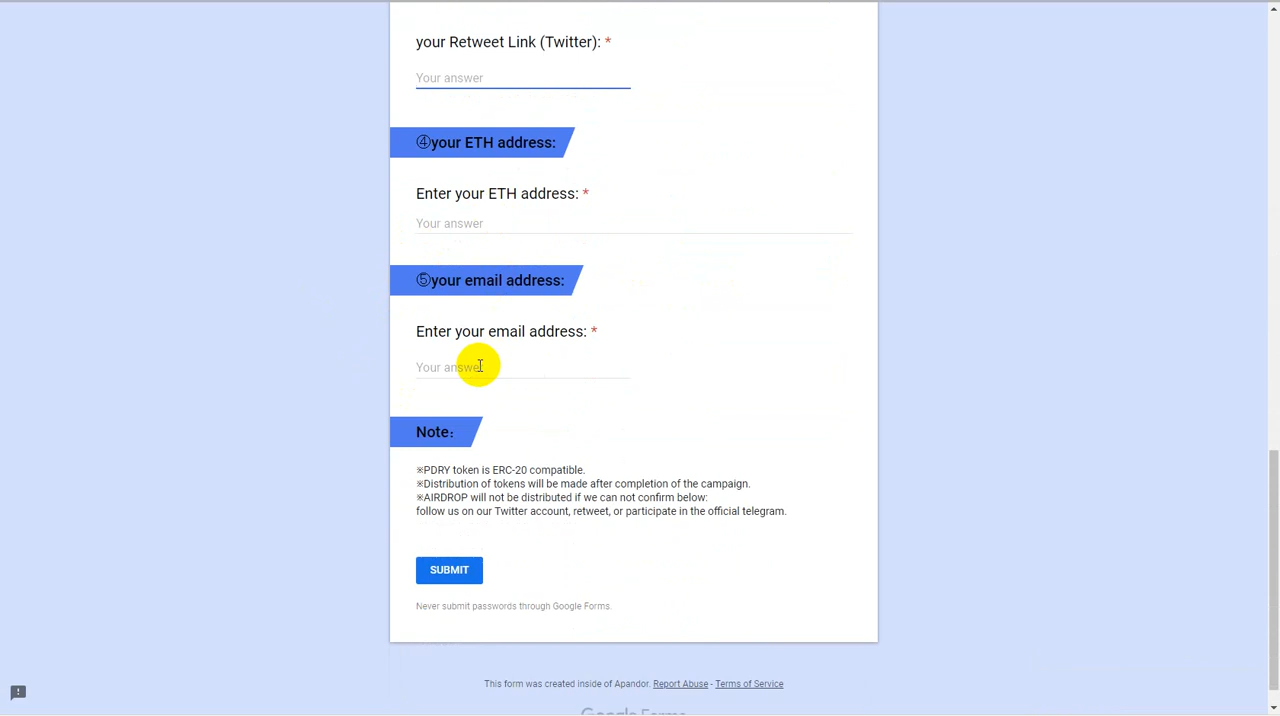 your Retweet Link (Twitter): *
Your answer
④your ETH address:
Enter your ETH address: *
Your answer
⑤your email address:
Enter your email address: *
Your answer
Note：
※PDRY token is ERC-20 compatible.
※Distribution of tokens will be made after completion of the campaign.
※AIRDROP will not be distributed if we can not confirm below:
follow us on our Twitter account, retweet, or participate in the official telegram.
SUBMIT
Never submit passwords through Google Forms.
This form was created inside of Apandor. Report Abuse - Terms of Service
Google Forms